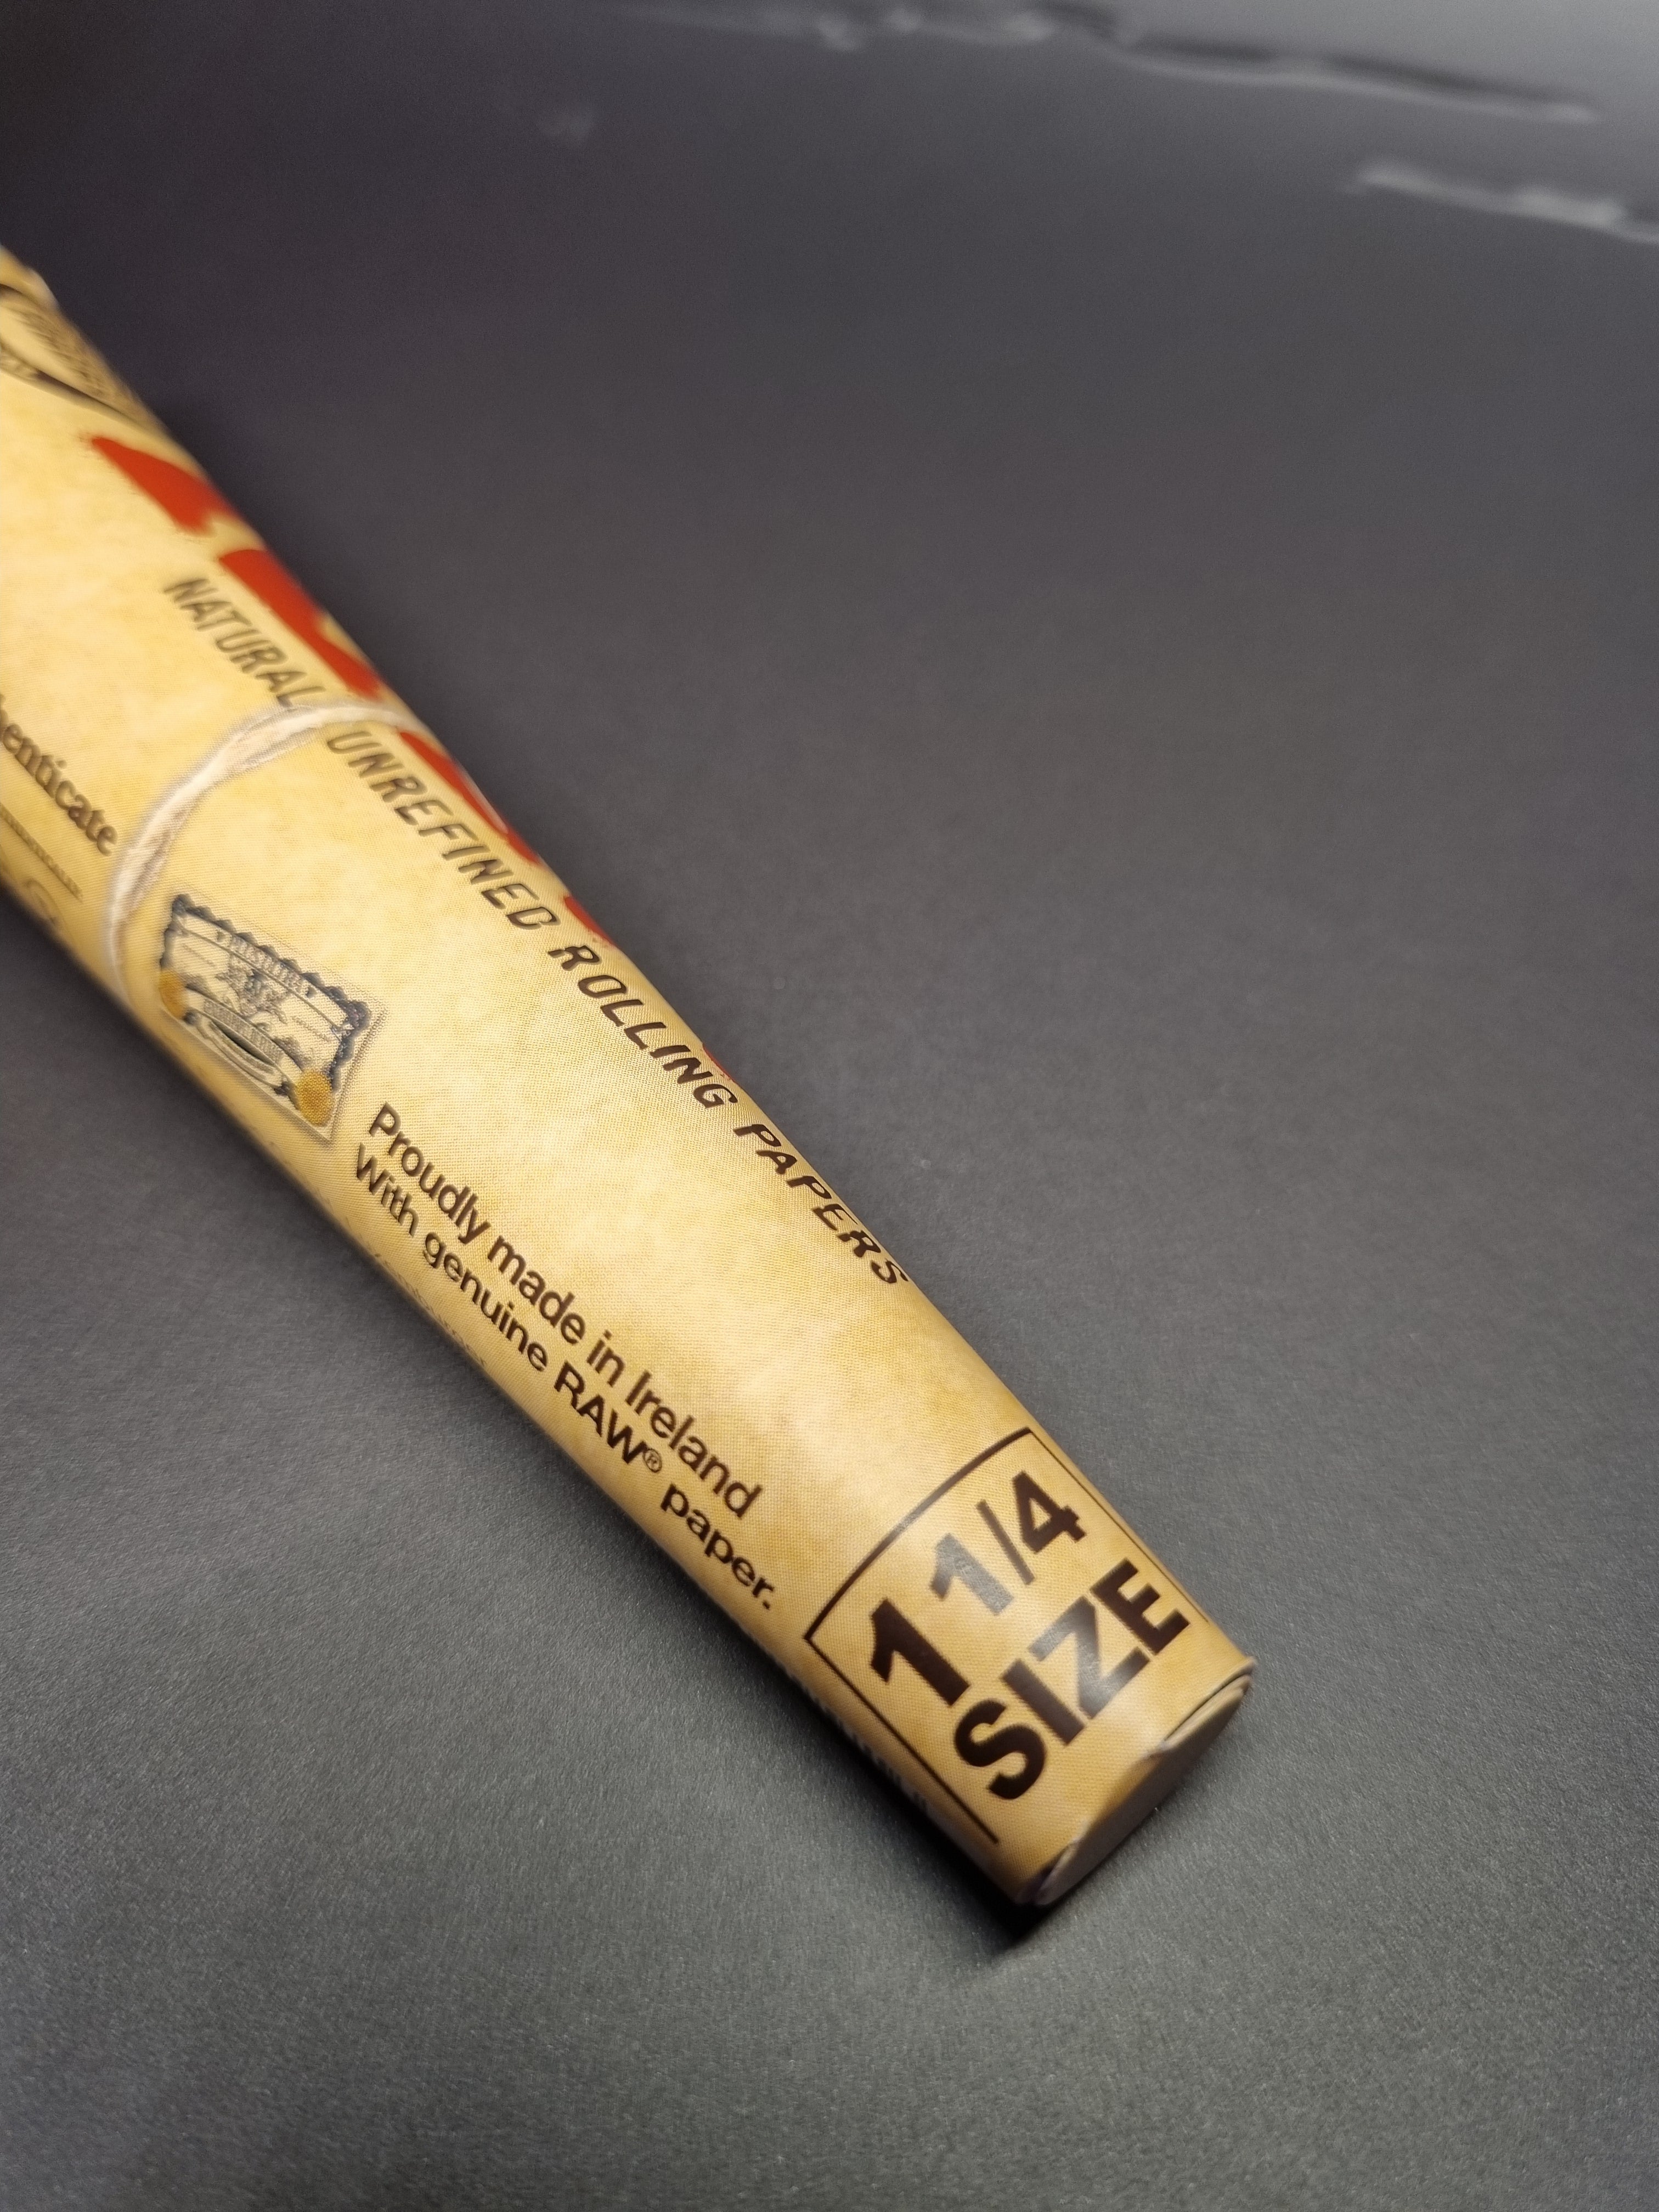 NATURAL UNREFINED ROLLING PAPERS
Proudly made in Ireland
With genuine RAW® paper.
1 1/4
SIZE